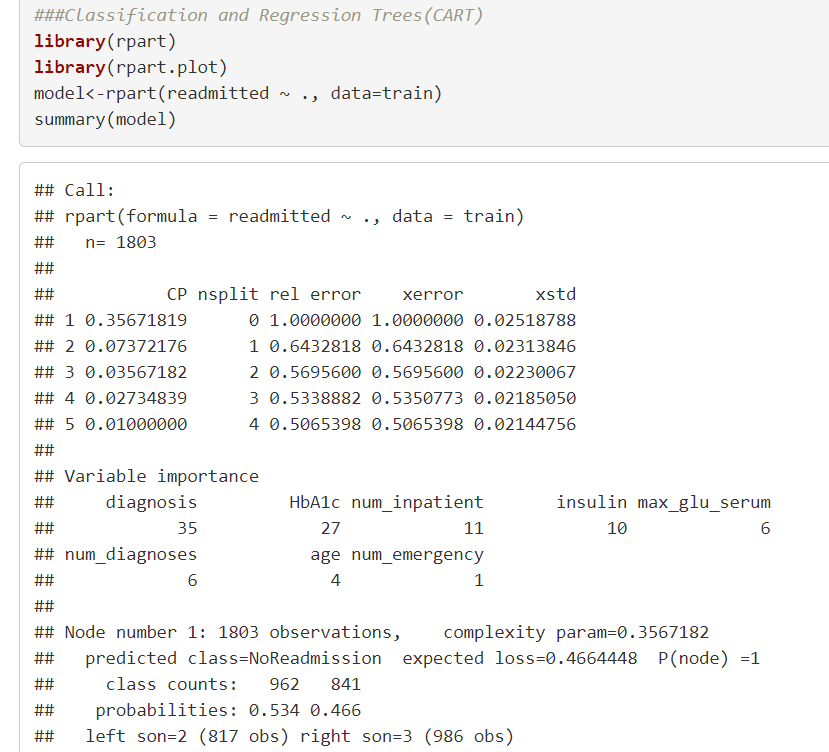 ###Classification and Regression Trees(CART)
library(rpart)
library(rpart.plot)
model<-rpart(readmitted ~ ., data=train)
summary(model)
## Call:
## rpart(formula = readmitted ~ ., data = train)
##   n= 1803
##
##           CP nsplit rel error    xerror       xstd
## 1 0.35671819      0 1.0000000 1.0000000 0.02518788
## 2 0.07372176      1 0.6432818 0.6432818 0.02313846
## 3 0.03567182      2 0.5695600 0.5695600 0.02230067
## 4 0.02734839      3 0.5338882 0.5350773 0.02185050
## 5 0.01000000      4 0.5065398 0.5065398 0.02144756
##
## Variable importance
##     diagnosis         HbA1c num_inpatient       insulin max_glu_serum
##            35            27            11            10             6
## num_diagnoses           age num_emergency
##             6             4             1
##
## Node number 1: 1803 observations,    complexity param=0.3567182
##   predicted class=NoReadmission  expected loss=0.4664448  P(node) =1
##     class counts:   962   841
##    probabilities: 0.534 0.466
##   left son=2 (817 obs) right son=3 (986 obs)